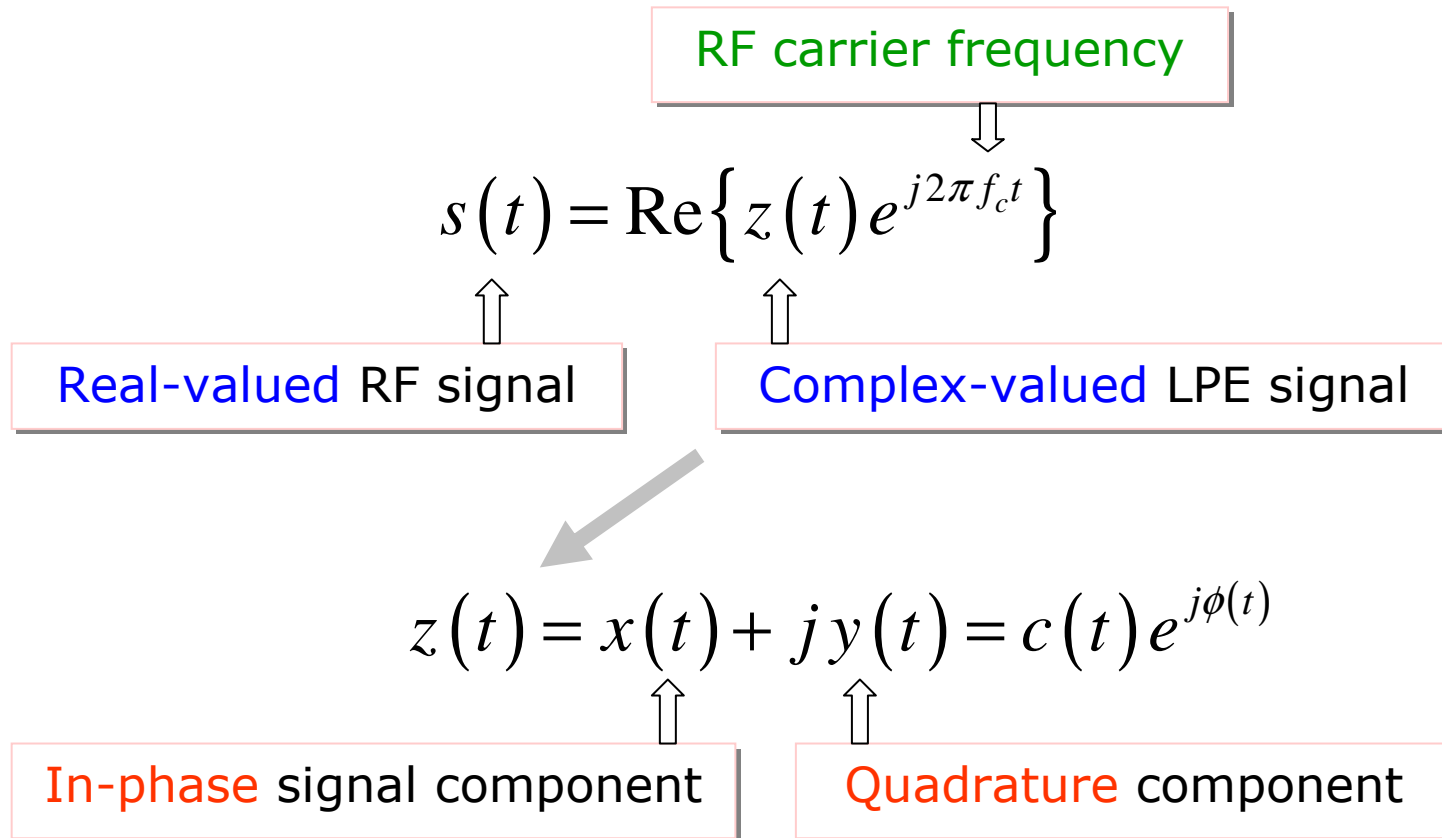 RF carrier frequency
s(t) = Re{z(t)e^{j2πf_c t}}
Real-valued RF signal
Complex-valued LPE signal
z(t) = x(t) + j y(t) = c(t)e^{jϕ(t)}
In-phase signal component
Quadrature component